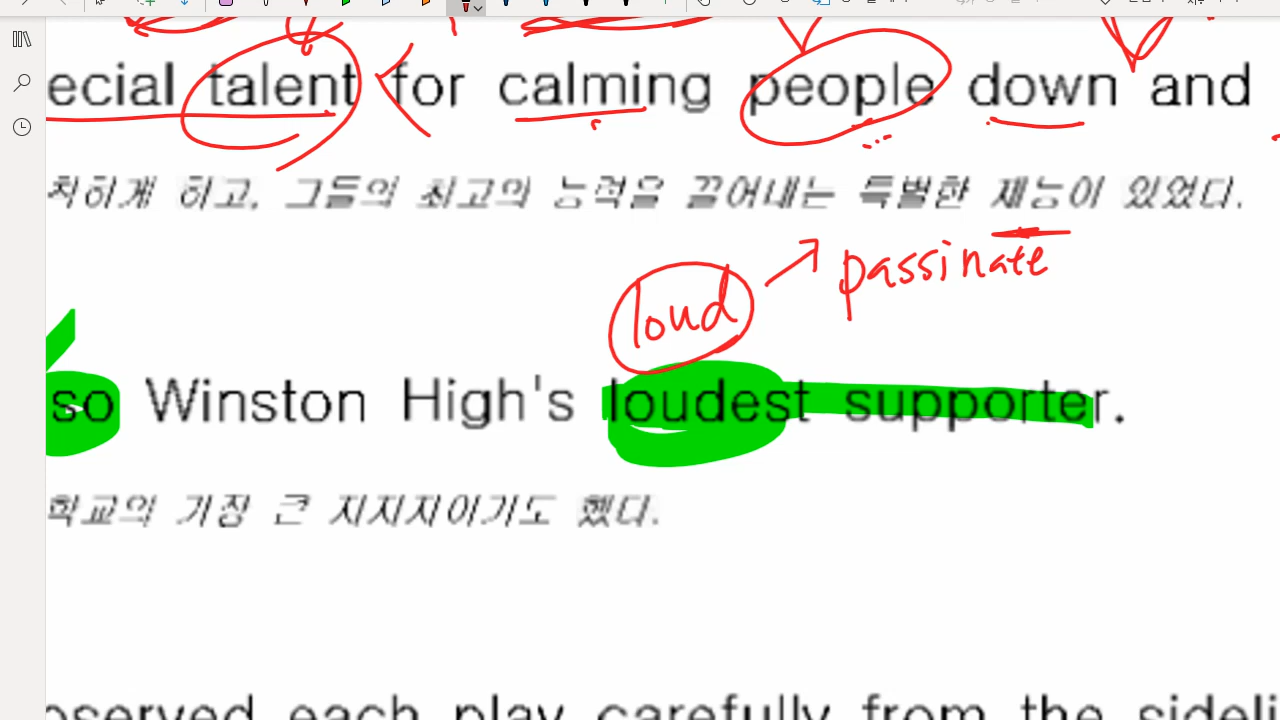 ecial talent for calming people down and
착하게 하고, 그들의 최고의 능력을 끌어내는 특별한 재능이 있었다.
loud passinate
so Winston High's loudest supporter.
학교의 가장 큰 지지자이기도 했다.
bserved each play carefully from the sideli